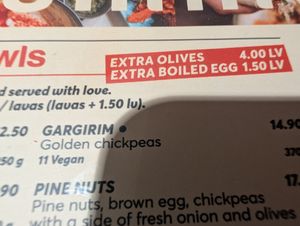 wls
EXTRA OLIVES 4.00 LV
EXTRA BOILED EGG 1.50 LV
d served with love.
/ lavas (lavas + 1.50 lv).
2.50 GARGIRIM • 14.90
Golden chickpeas
50 g 11 Vegan 370
90 PINE NUTS 17.
Pine nuts, brown egg, chickpeas
with a side of fresh onion and olives